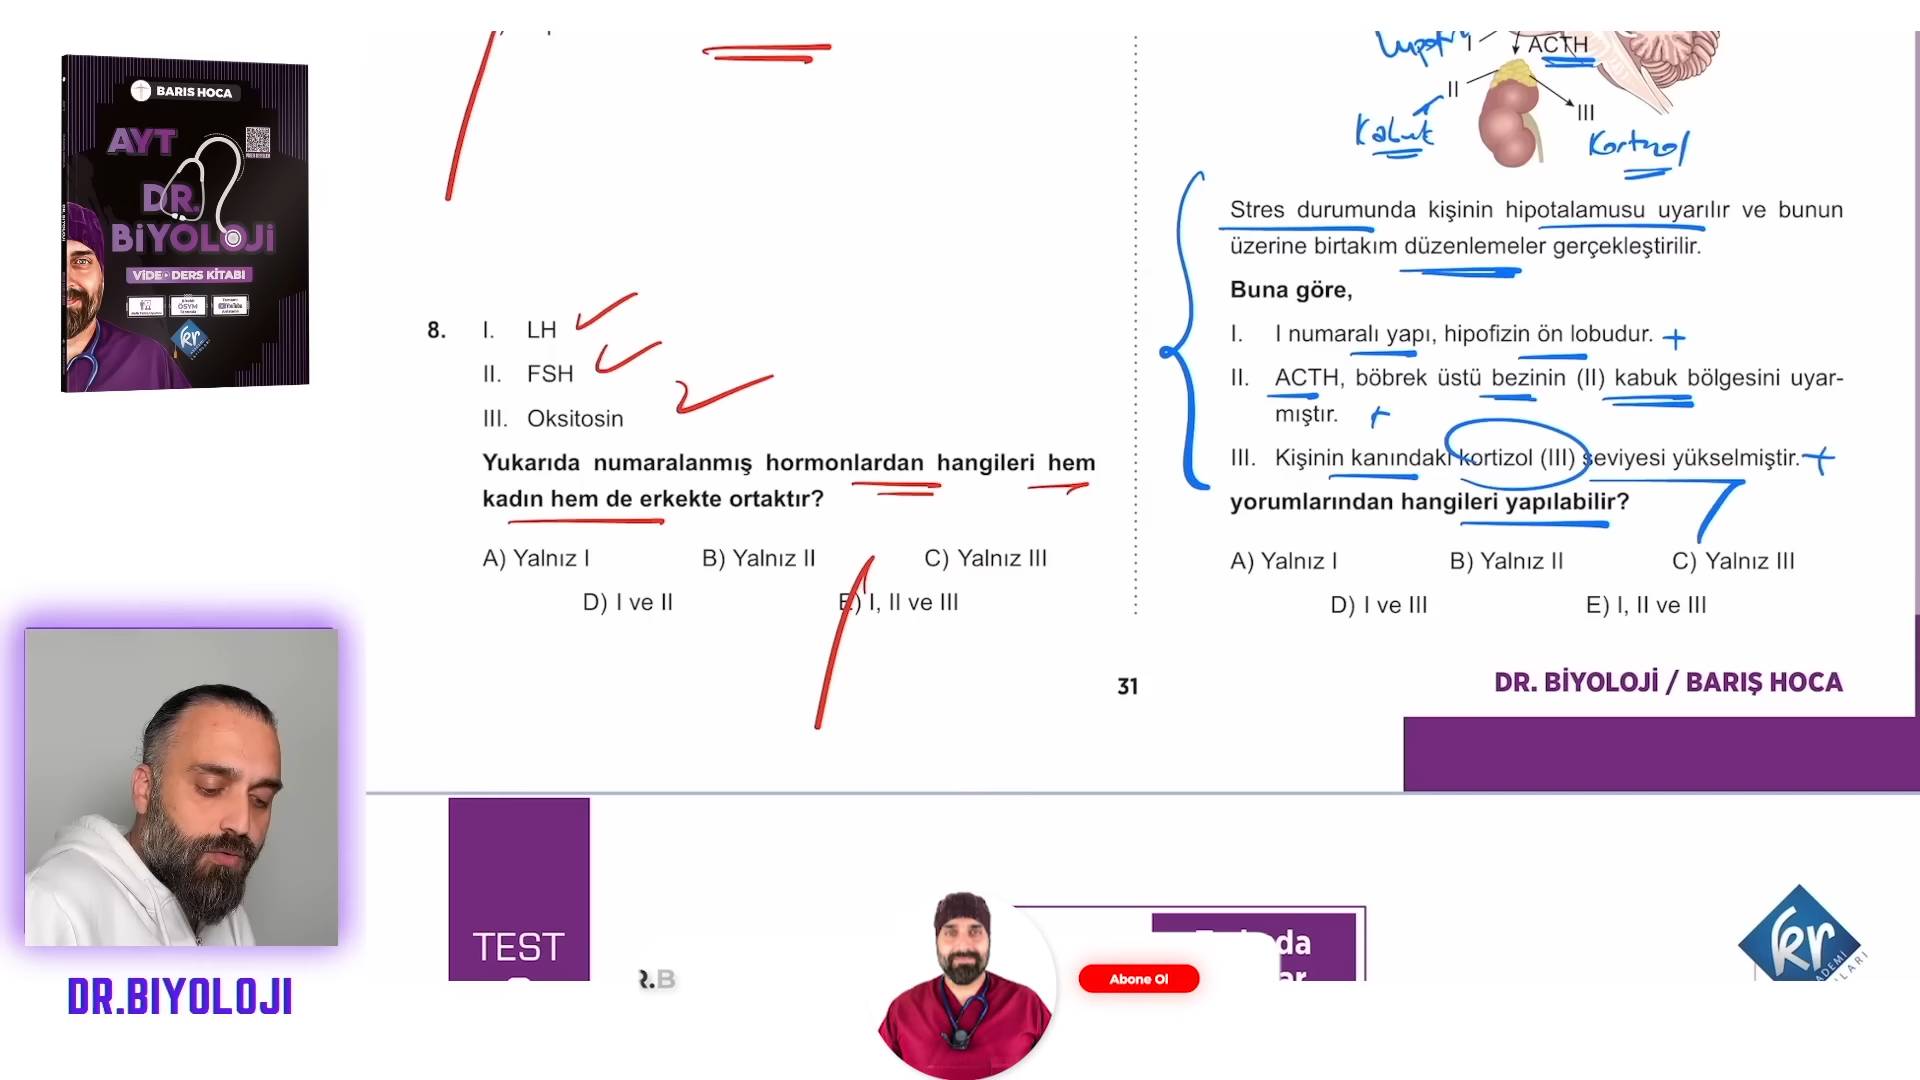 BARIS HOCA
AYT
DR.
BİYOLOJİ
VİDEO DERS KİTABI
8.
I. LH
II. FSH
III. Oksitosin
Yukarıda numaralanmış hormonlardan hangileri hem
kadın hem de erkekte ortaktır?
A) Yalnız I B) Yalnız II C) Yalnız III
D) I ve II E) I, II ve III
I ACTH
II
III
Kabuk
Kortizol
Stres durumunda kişinin hipotalamusu uyarılır ve bunun
üzerine birtakım düzenlemeler gerçekleştirilir.
Buna göre,
I. I numaralı yapı, hipofizin ön lobudur. +
II. ACTH, böbrek üstü bezinin (II) kabuk bölgesini uyar-
mıştır. +
III. Kişinin kanındaki kortizol (III) seviyesi yükselmiştir. +
yorumlarından hangileri yapılabilir?
A) Yalnız I B) Yalnız II C) Yalnız III
D) I ve III E) I, II ve III
31
DR. BİYOLOJİ / BARIŞ HOCA
TEST
DR.BIYOLOJI
Abone Ol
kr